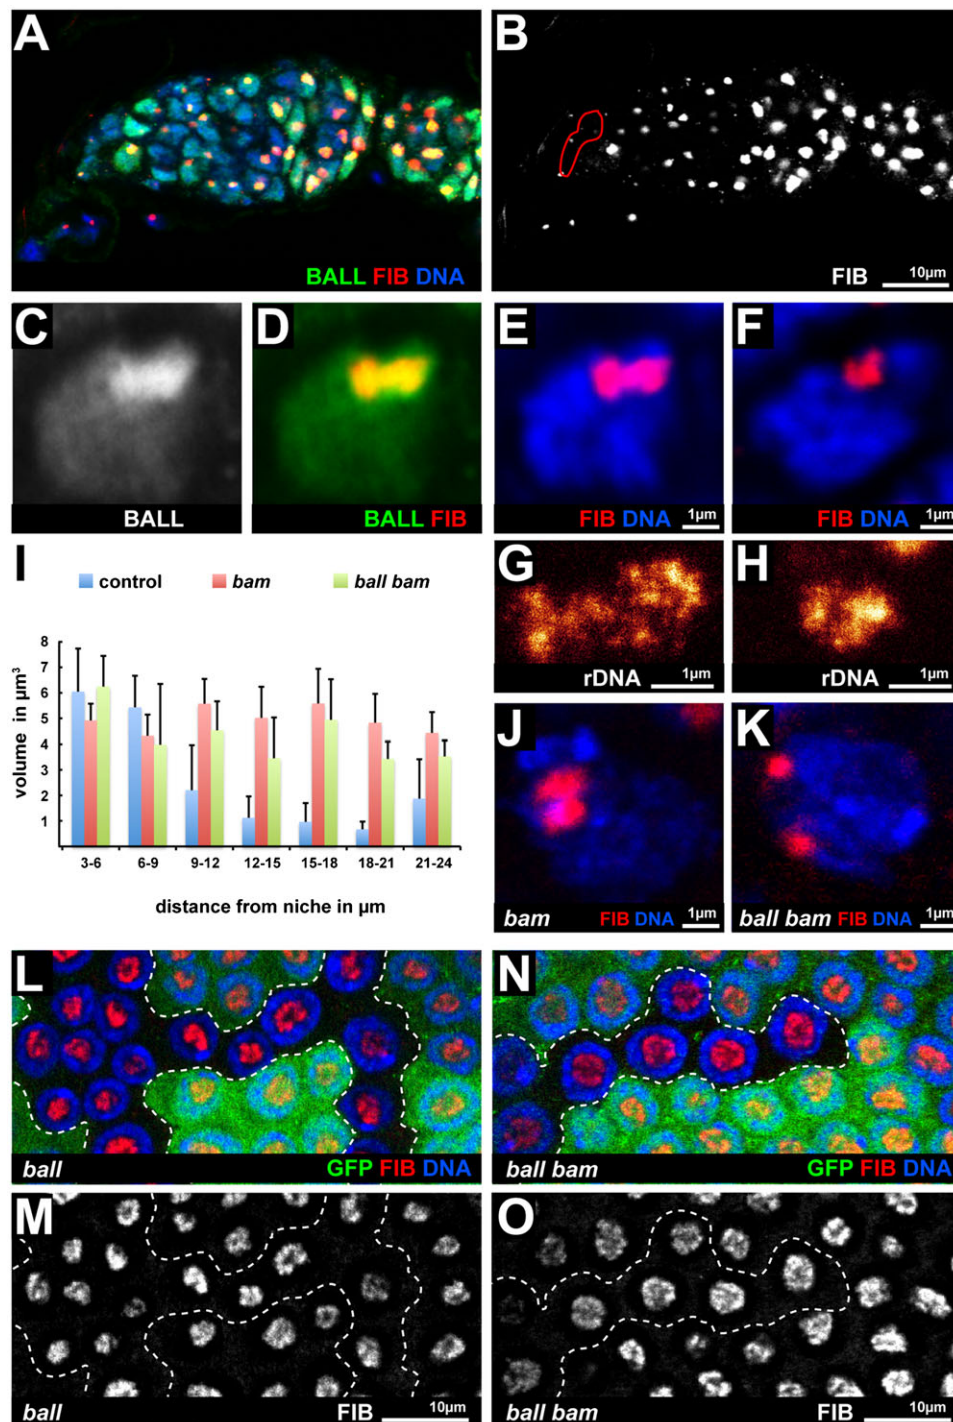 A
BALL FIB DNA
B
FIB 10µm
C
BALL
D
BALL FIB
E
FIB DNA 1µm
F
FIB DNA 1µm
G
rDNA 1µm
H
rDNA 1µm
I
control bam ball bam
volume in µm³
8
7
6
5
4
3
2
1
3-6 6-9 9-12 12-15 15-18 18-21 21-24
distance from niche in µm
J
bam FIB DNA 1µm
K
ball bam FIB DNA 1µm
L
ball GFP FIB DNA
N
ball bam GFP FIB DNA
M
ball FIB 10µm
O
ball bam FIB 10µm